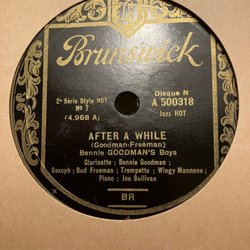 Brunswick
2e Série Style HOT
No 7
(4.968 A)
Disque N
A 500318
Jazz HOT
AFTER A WHILE
(Goodman-Freeman)
Bennie GOODMAN'S Boys
Clarinette : Bennie Goodman ;
Saxoph : Bud Freeman ; Trompette : Wingy Mannone ;
Piano : Joe Sullivan
BR